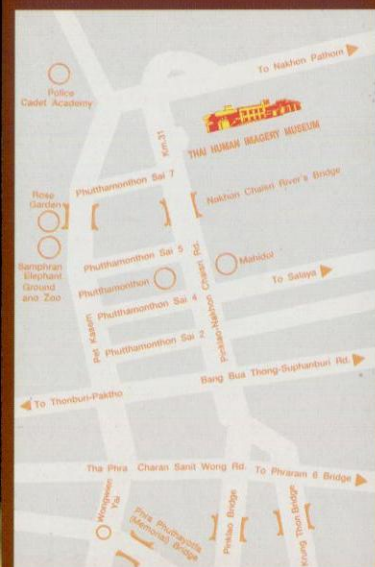 To Nakhon Pathom
Police
Cadet Academy
THAI HUMAN IMAGERY MUSEUM
Km.31
Phutthamonthon Sai 7
Nakhon Chaisri River's Bridge
Rose
Garden
Samphran
Elephant
Ground
and Zoo
Phutthamonthon Sai 5
Phutthamonthon
Mahidol
Phutthamonthon Sai 4
To Salaya
Pet Kasem
Phutthamonthon Sai 2
Pinklao-Nakhon Chaisri Rd.
Bang Bua Thong-Suphanburi Rd.
To Thonburi-Paktho
Tha Phra
Charan Sanit Wong Rd.
To Phraram 6 Bridge
Wongwien
Yai
Phra Phuthayodfa
(Memorial) Bridge
Pinklao Bridge
Krung Thon Bridge